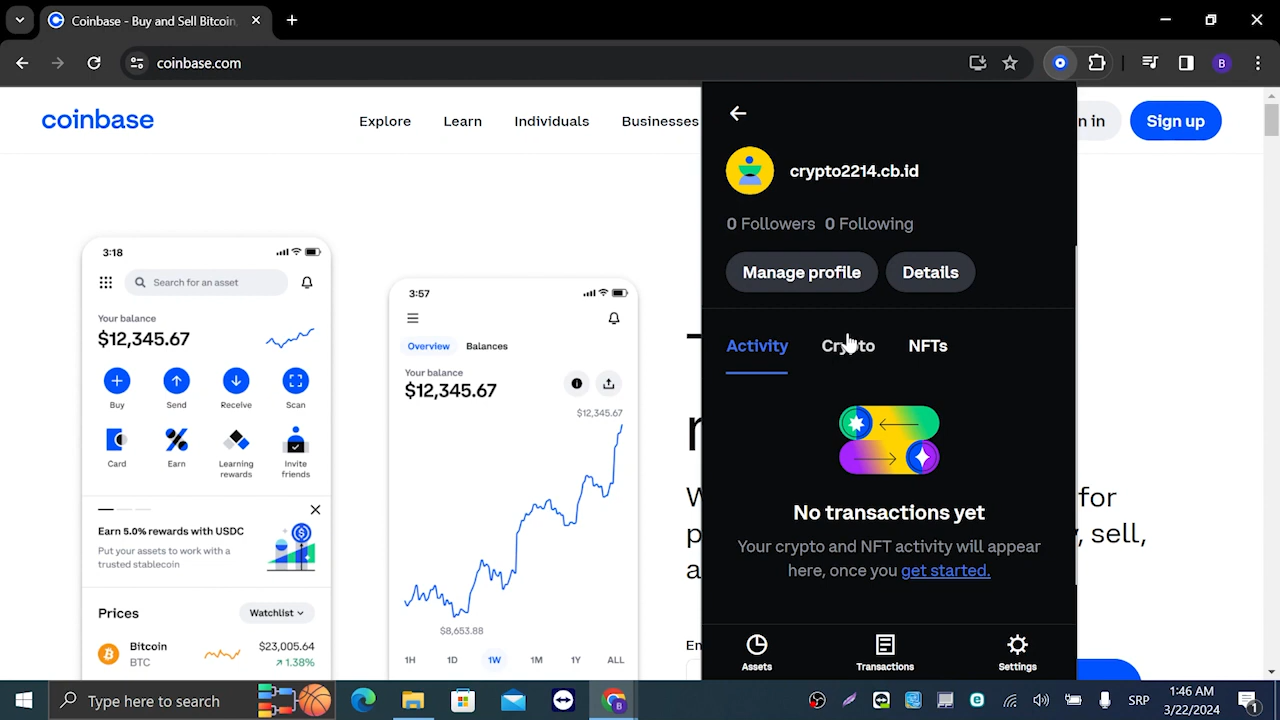 Coinbase - Buy and Sell Bitcoin
coinbase.com
B
coinbase
Explore
Learn
Individuals
Businesses
n in
Sign up
3:18
Search for an asset
Your balance
$12,345.67
Buy
Send
Receive
Scan
Card
Earn
Learning
rewards
Invite
friends
Earn 5.0% rewards with USDC
Put your assets to work with a
trusted stablecoin
Prices
Watchlist
Bitcoin
$23,005.64
BTC
↗ 1.38%
3:57
Overview
Balances
Your balance
$12,345.67
$12,345.67
$8,653.88
1H
1D
1W
1M
1Y
ALL
for
sell,
crypto2214.cb.id
0 Followers 0 Following
Manage profile
Details
Activity
Crypto
NFTs
No transactions yet
Your crypto and NFT activity will appear
here, once you get started.
Assets
Transactions
Settings
Type here to search
SRP
1:46 AM
3/22/2024
1